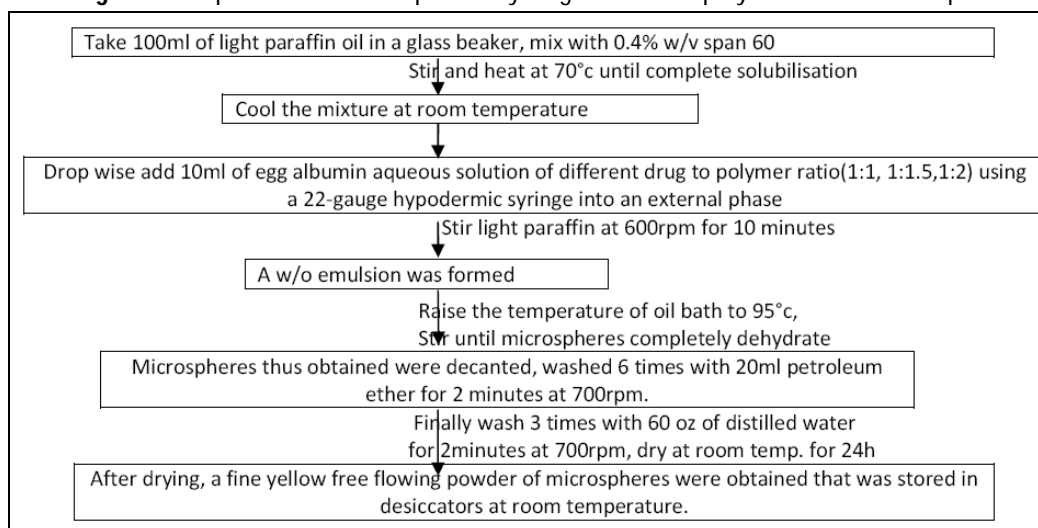 Take 100ml of light paraffin oil in a glass beaker, mix with 0.4% w/v span 60
Stir and heat at 70°c until complete solubilisation
Cool the mixture at room temperature
Drop wise add 10ml of egg albumin aqueous solution of different drug to polymer ratio(1:1, 1:1.5,1:2) using
a 22-gauge hypodermic syringe into an external phase
Stir light paraffin at 600rpm for 10 minutes
A w/o emulsion was formed
Raise the temperature of oil bath to 95°c,
Stir until microspheres completely dehydrate
Microspheres thus obtained were decanted, washed 6 times with 20ml petroleum
ether for 2 minutes at 700rpm.
Finally wash 3 times with 60 oz of distilled water
for 2minutes at 700rpm, dry at room temp. for 24h
After drying, a fine yellow free flowing powder of microspheres were obtained that was stored in
desiccators at room temperature.